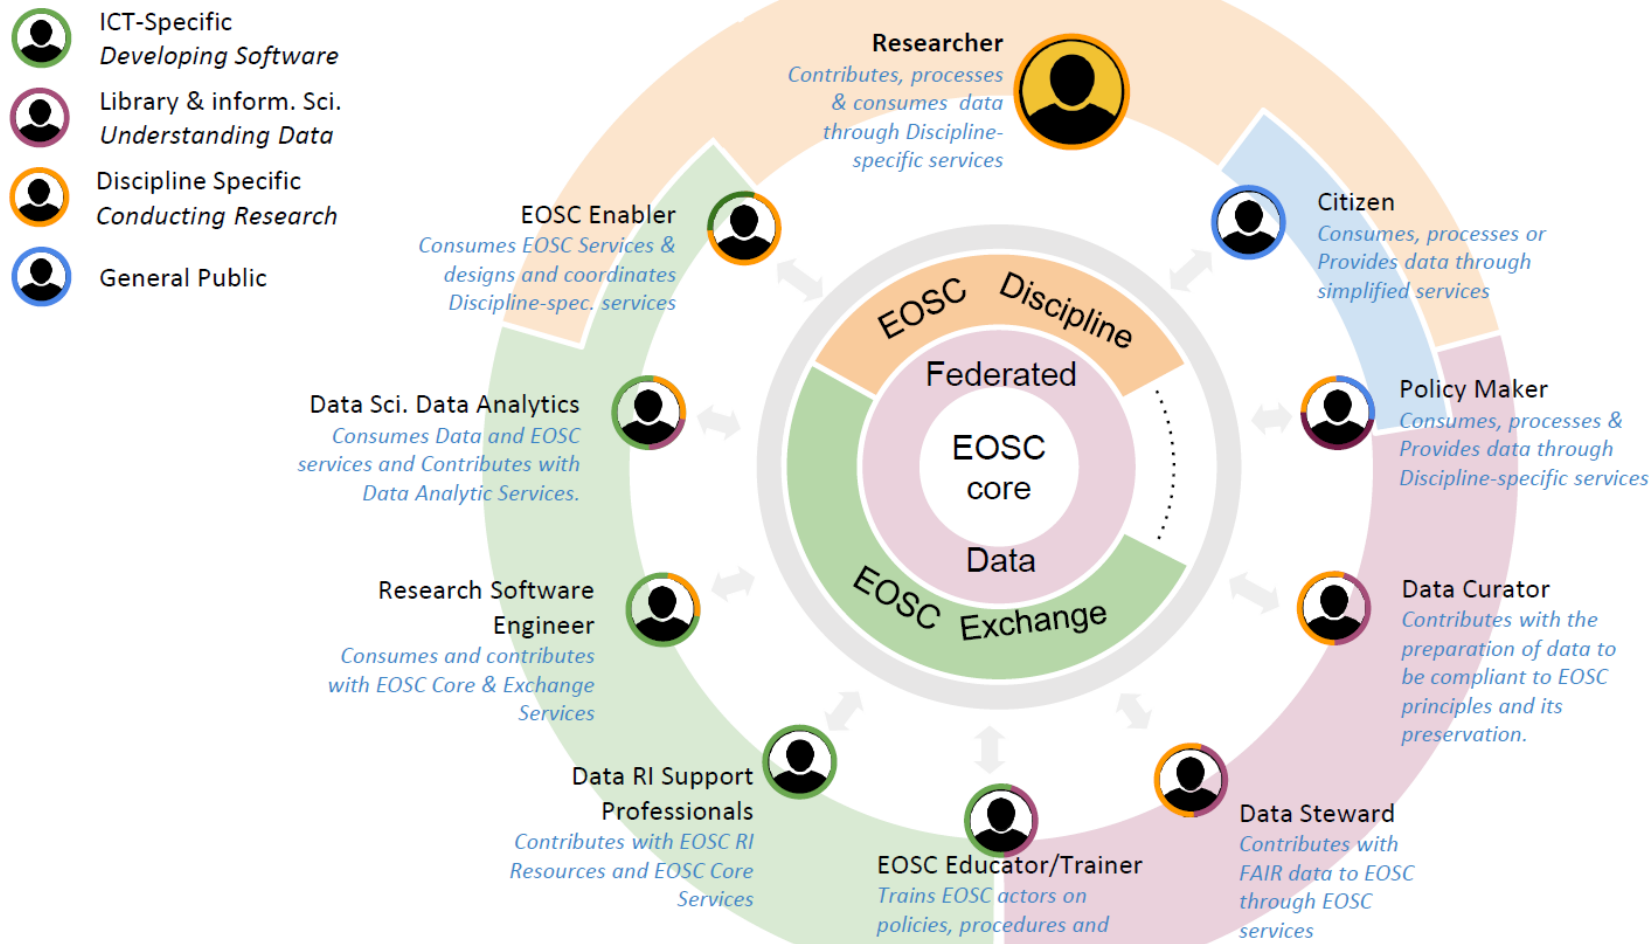 ICT-Specific
Developing Software
Library & inform. Sci.
Understanding Data
Discipline Specific
Conducting Research
General Public
Researcher
Contributes, processes
& consumes data
through Discipline-
specific services
EOSC Enabler
Consumes EOSC Services &
designs and coordinates
Discipline-spec. services
Citizen
Consumes, processes or
Provides data through
simplified services
Data Sci. Data Analytics
Consumes Data and EOSC
services and Contributes with
Data Analytic Services.
EOSC Discipline
Federated
EOSC
core
Data
EOSC Exchange
Policy Maker
Consumes, processes &
Provides data through
Discipline-specific services
Research Software
Engineer
Consumes and contributes
with EOSC Core & Exchange
Services
Data Curator
Contributes with the
preparation of data to
be compliant to EOSC
principles and its
preservation.
Data RI Support
Professionals
Contributes with EOSC RI
Resources and EOSC Core
Services
EOSC Educator/Trainer
Trains EOSC actors on
policies, procedures and
Data Steward
Contributes with
FAIR data to EOSC
through EOSC
services